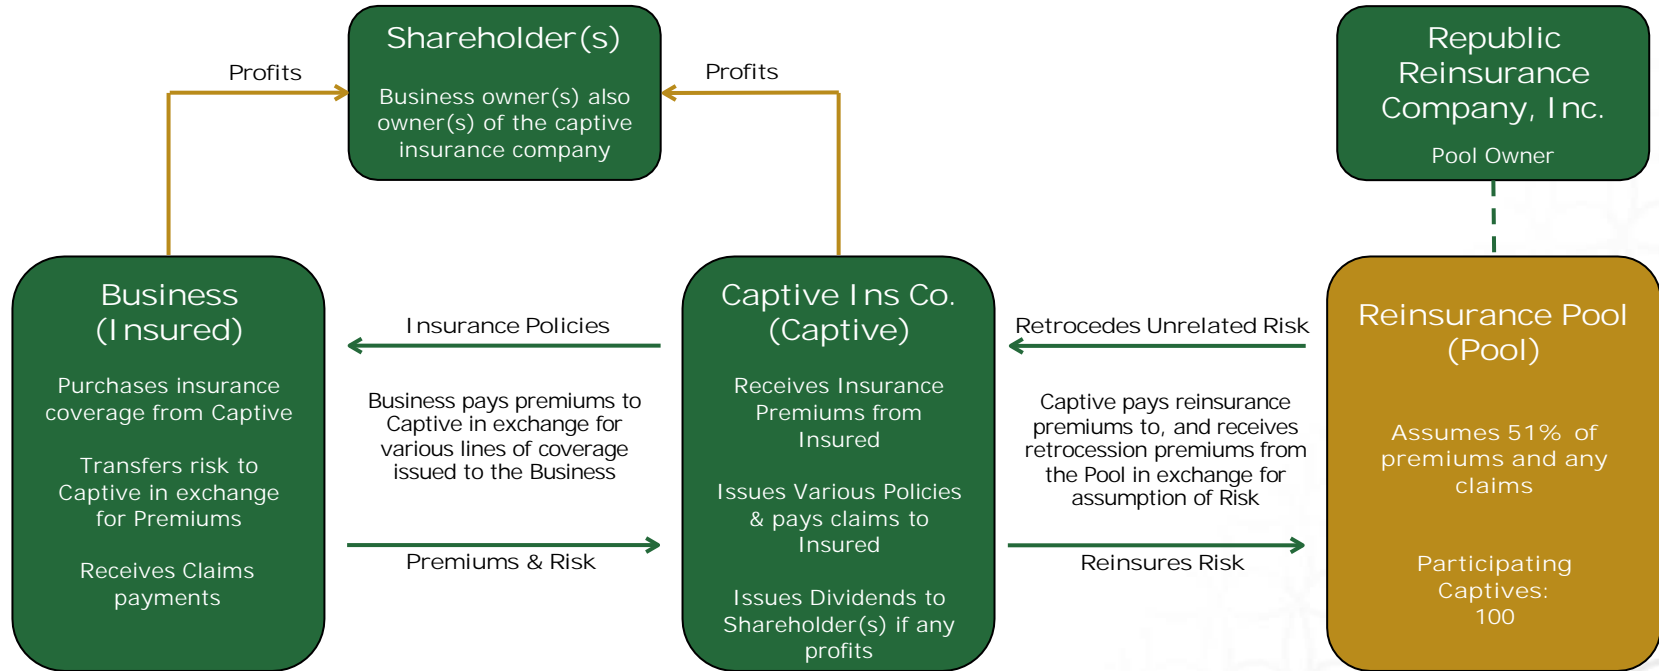 Shareholder(s)
Business owner(s) also
owner(s) of the captive
insurance company
Profits
Profits
Republic
Reinsurance
Company, Inc.
Pool Owner
Business
(Insured)
Purchases insurance
coverage from Captive
Transfers risk to
Captive in exchange
for Premiums
Receives Claims
payments
Insurance Policies
Business pays premiums to
Captive in exchange for
various lines of coverage
issued to the Business
Premiums & Risk
Captive Ins Co.
(Captive)
Receives Insurance
Premiums from
Insured
Issues Various Policies
& pays claims to
Insured
Issues Dividends to
Shareholder(s) if any
profits
Retrocedes Unrelated Risk
Captive pays reinsurance
premiums to, and receives
retrocession premiums from
the Pool in exchange for
assumption of Risk
Reinsures Risk
Reinsurance Pool
(Pool)
Assumes 51% of
premiums and any
claims
Participating
Captives:
100